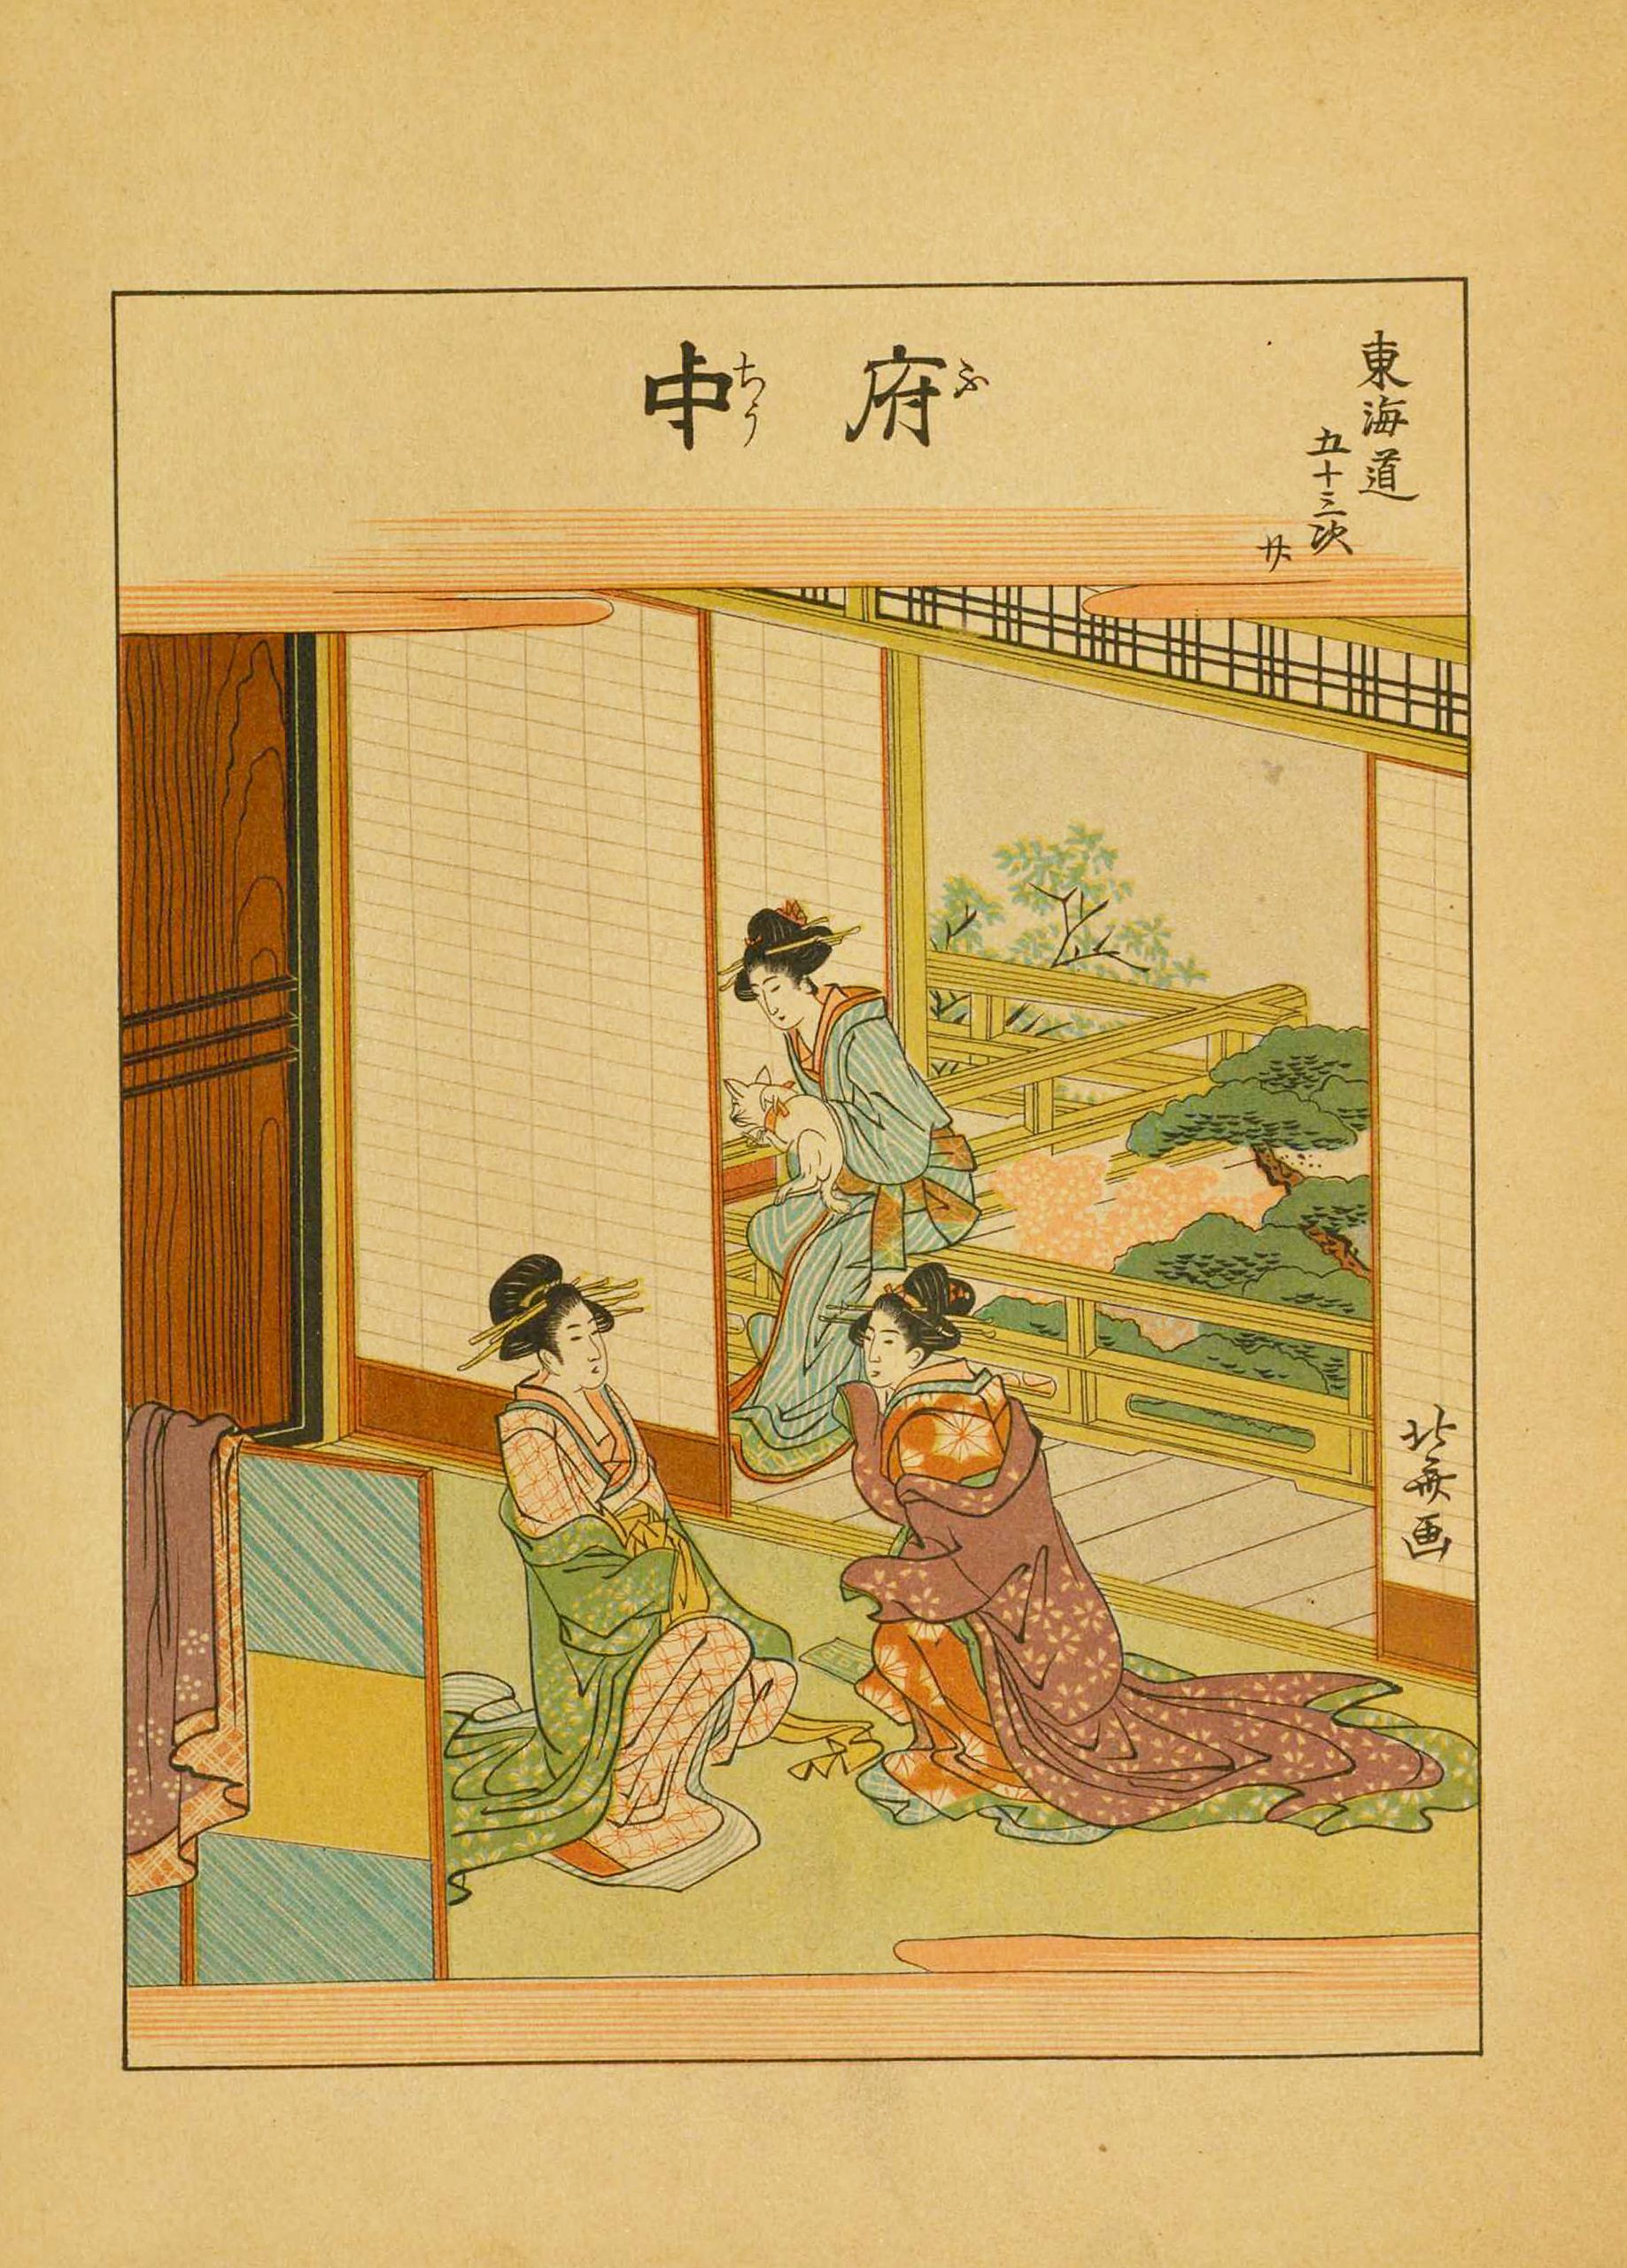 東海道
五十三次
廿
府中
ふ ちう
北斎画